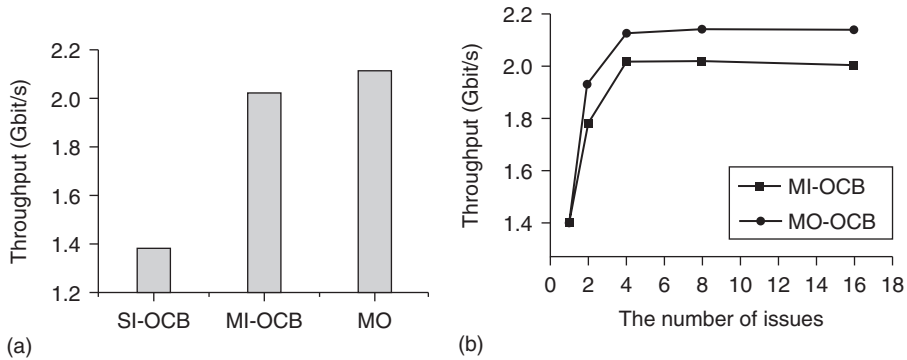 2.2
2.0
1.8
1.6
1.4
1.2
Throughput (Gbit/s)
SI-OCB
MI-OCB
MO
(a)
2.2
2.0
1.8
1.6
1.4
Throughput (Gbit/s)
MI-OCB
MO-OCB
0 2 4 6 8 10 12 14 16 18
The number of issues
(b)